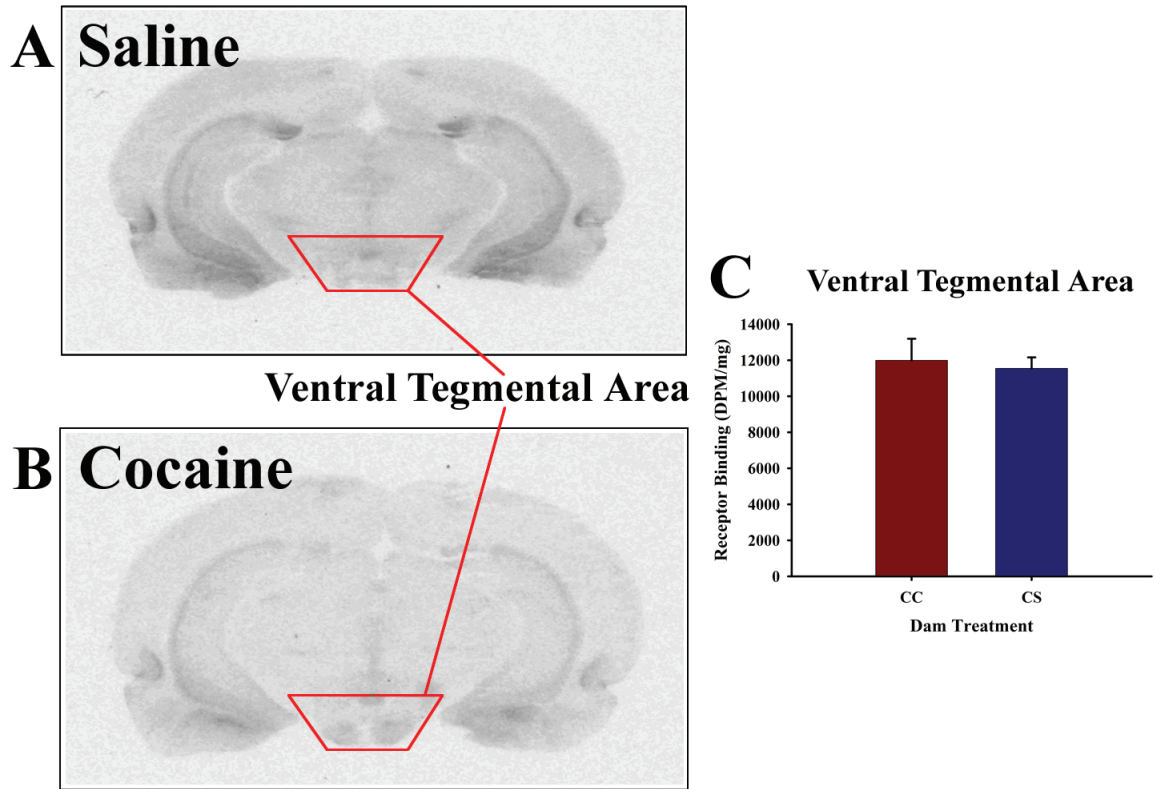 A
Saline
Ventral Tegmental Area
B
Cocaine
C
Ventral Tegmental Area
Receptor Binding (DPM/mg)
14000
12000
10000
8000
6000
4000
2000
0
CC
CS
Dam Treatment